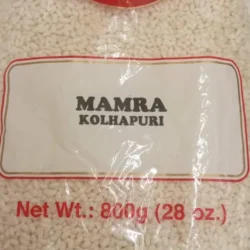 MAMRA
KOLHAPURI
Net Wt.: 800g (28 oz.)